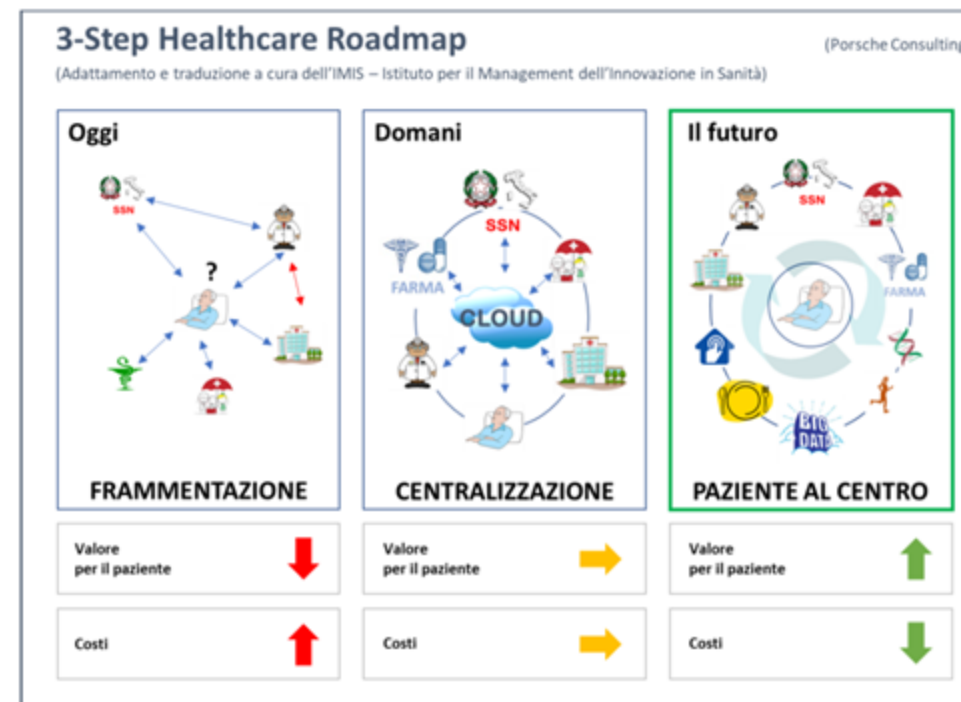 3-Step Healthcare Roadmap
(Porsche Consulting
(Adattamento e traduzione a cura dell'IMIS – Istituto per il Management dell'Innovazione in Sanità)
Oggi
SSN
?
FRAMMENTAZIONE
Domani
SSN
FARMA
CLOUD
CENTRALIZZAZIONE
Il futuro
SSN
FARMA
BIG
DATA
PAZIENTE AL CENTRO
Valore
per il paziente
Valore
per il paziente
Valore
per il paziente
Costi
Costi
Costi